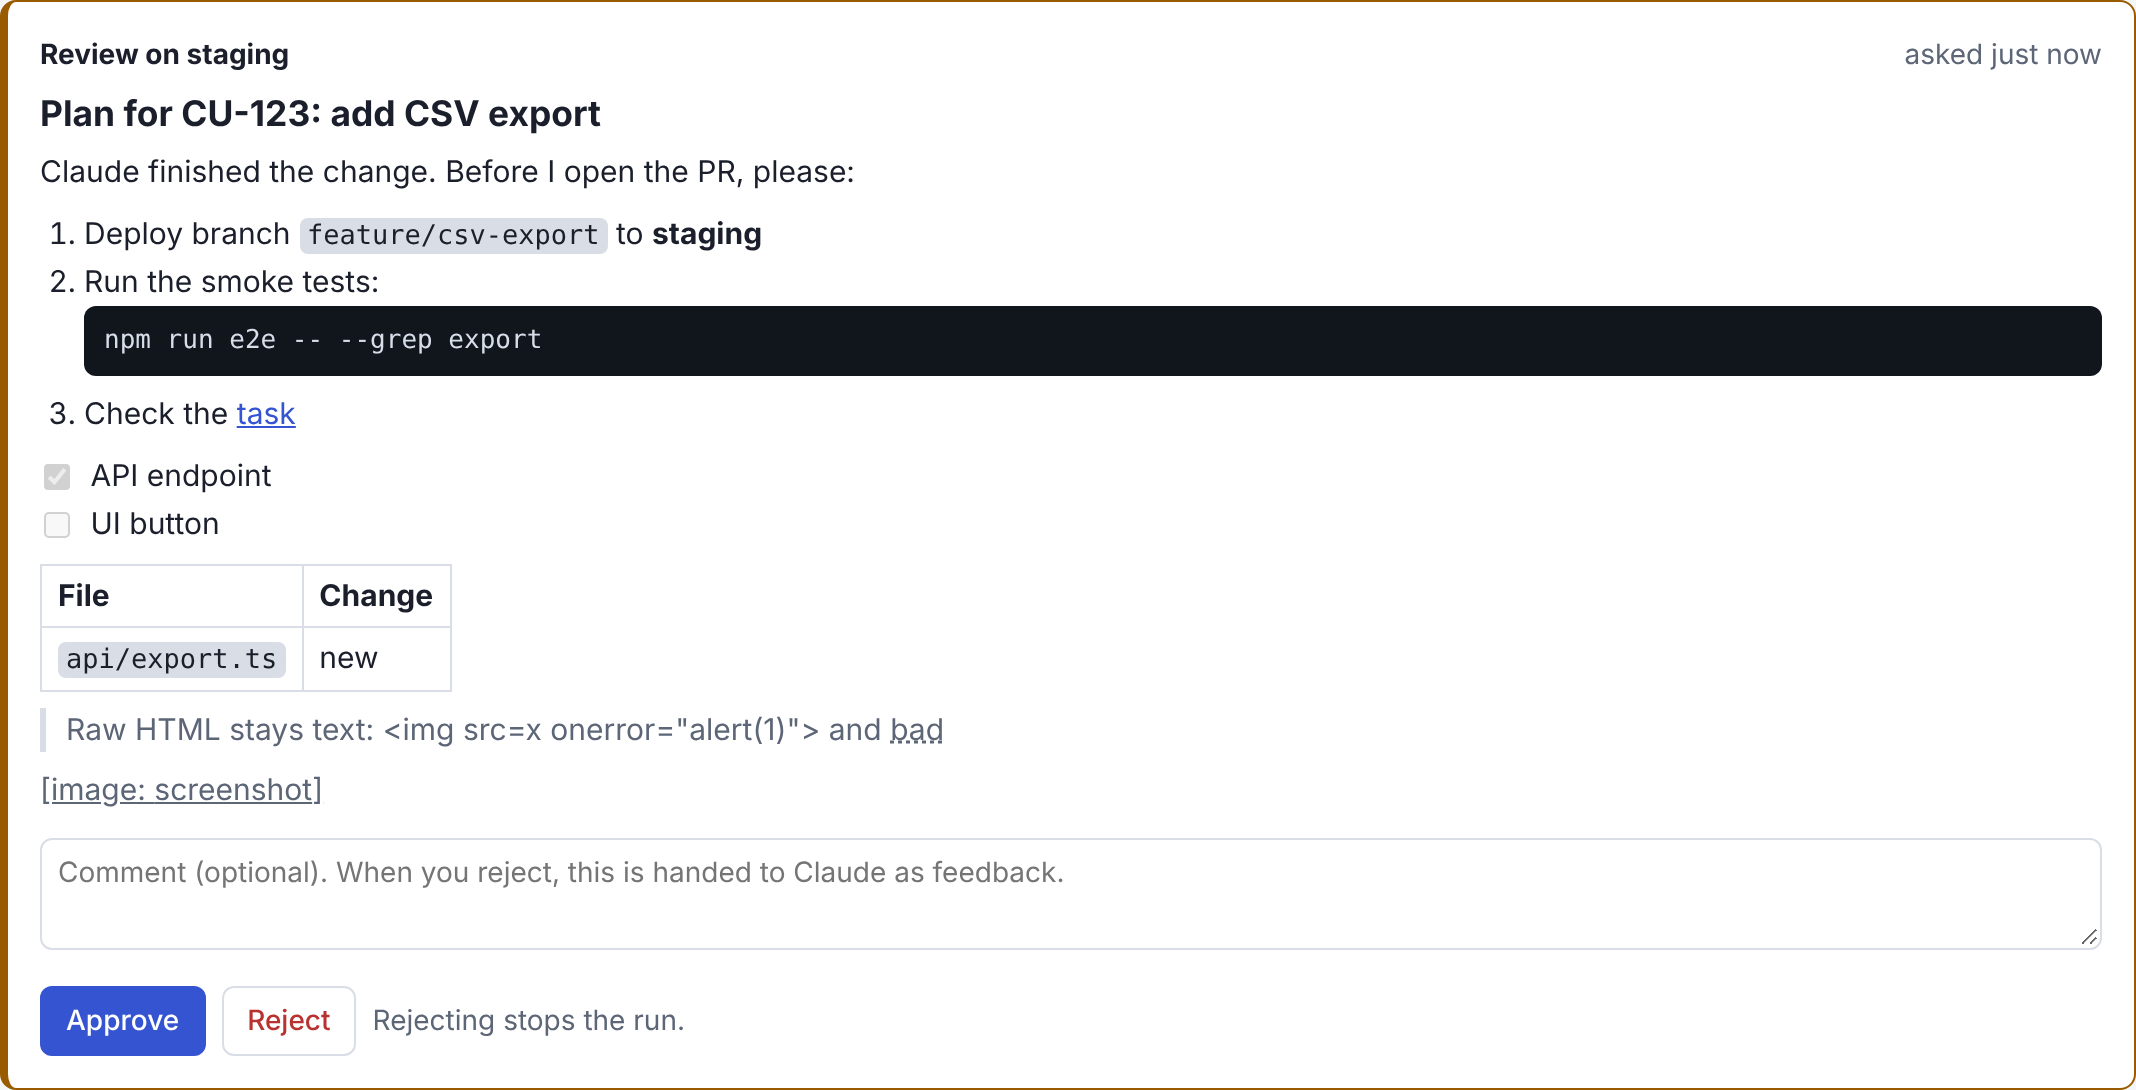 Review on staging
asked just now
Plan for CU-123: add CSV export
Claude finished the change. Before I open the PR, please:
1. Deploy branch feature/csv-export to staging
2. Run the smoke tests:
npm run e2e -- --grep export
3. Check the task
API endpoint
UI button
File Change
api/export.ts new
Raw HTML stays text: <img src=x onerror="alert(1)"> and bad
[image: screenshot]
Comment (optional). When you reject, this is handed to Claude as feedback.
Approve Reject Rejecting stops the run.